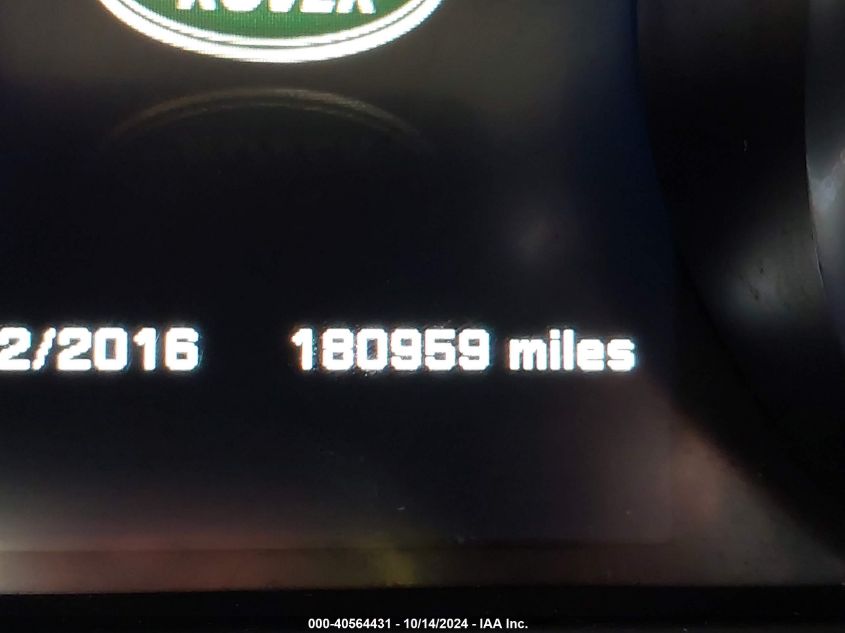 ROVER
2/2016 180959 miles
000-40564431 - 10/14/2024 - IAA Inc.